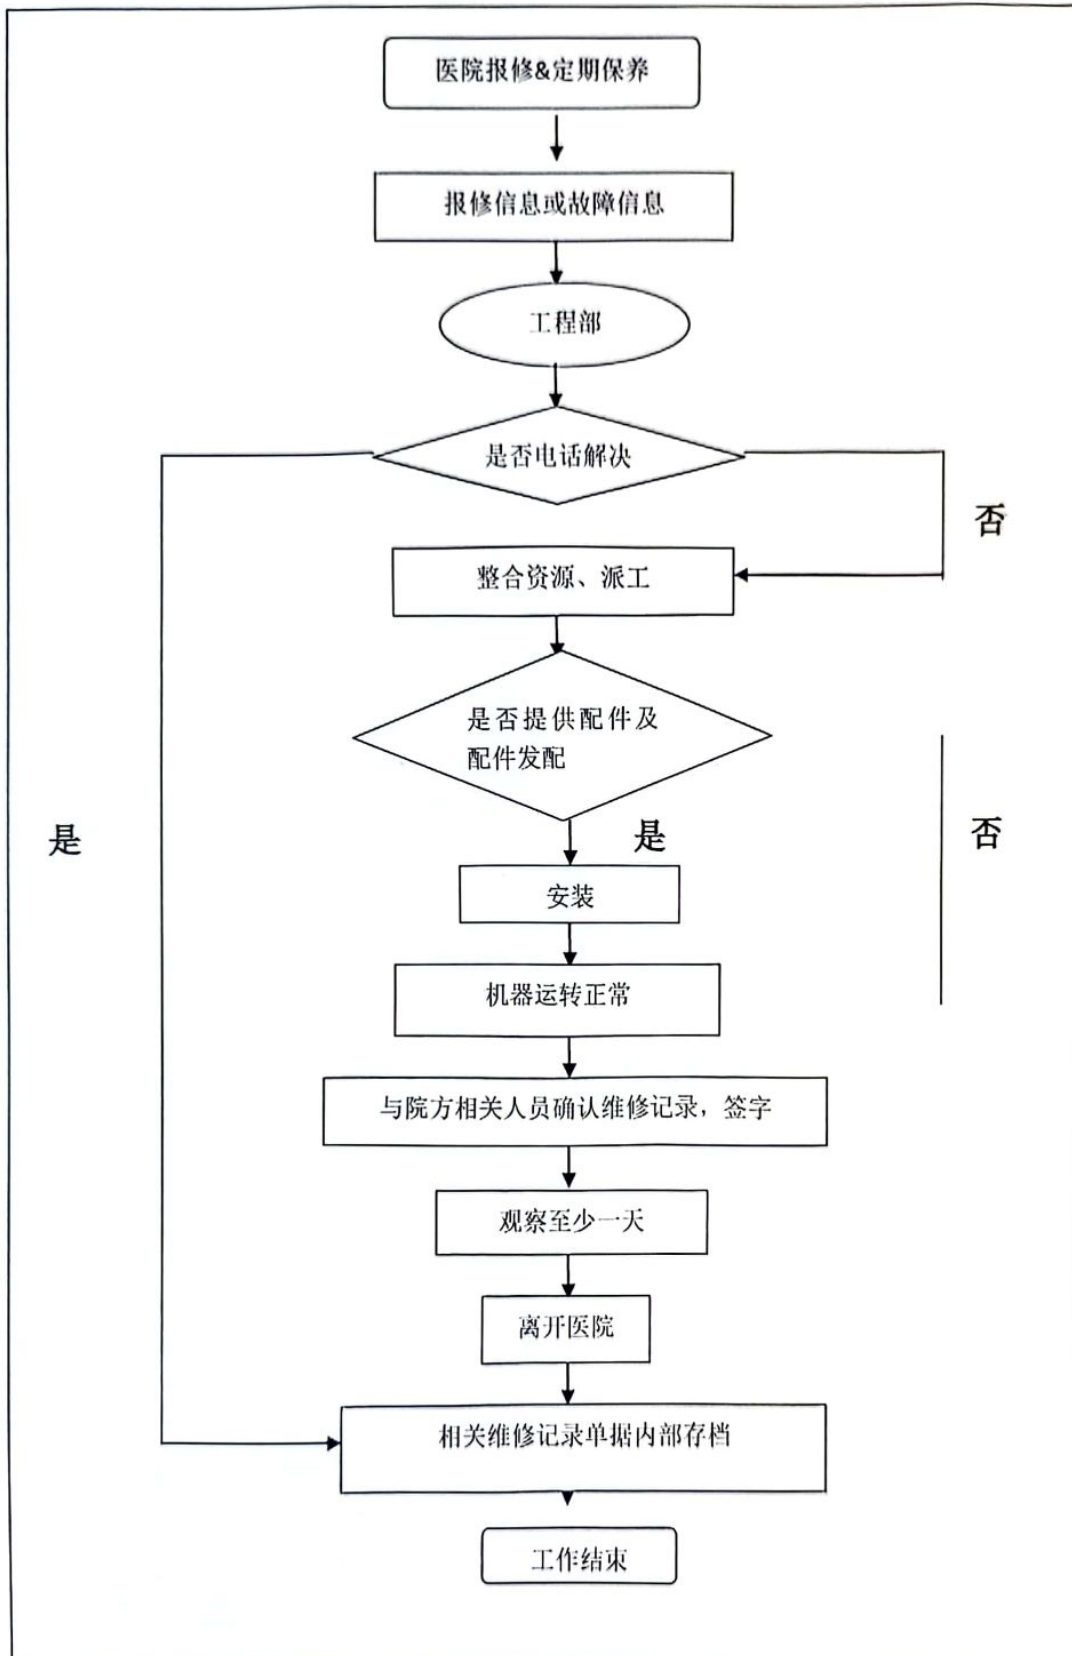 医院报修&定期保养
报修信息或故障信息
工程部
是否电话解决
否
整合资源、派工
是否提供配件及
配件发配
是
是
否
安装
机器运转正常
与院方相关人员确认维修记录，签字
观察至少一天
离开医院
相关维修记录单据内部存档
工作结束